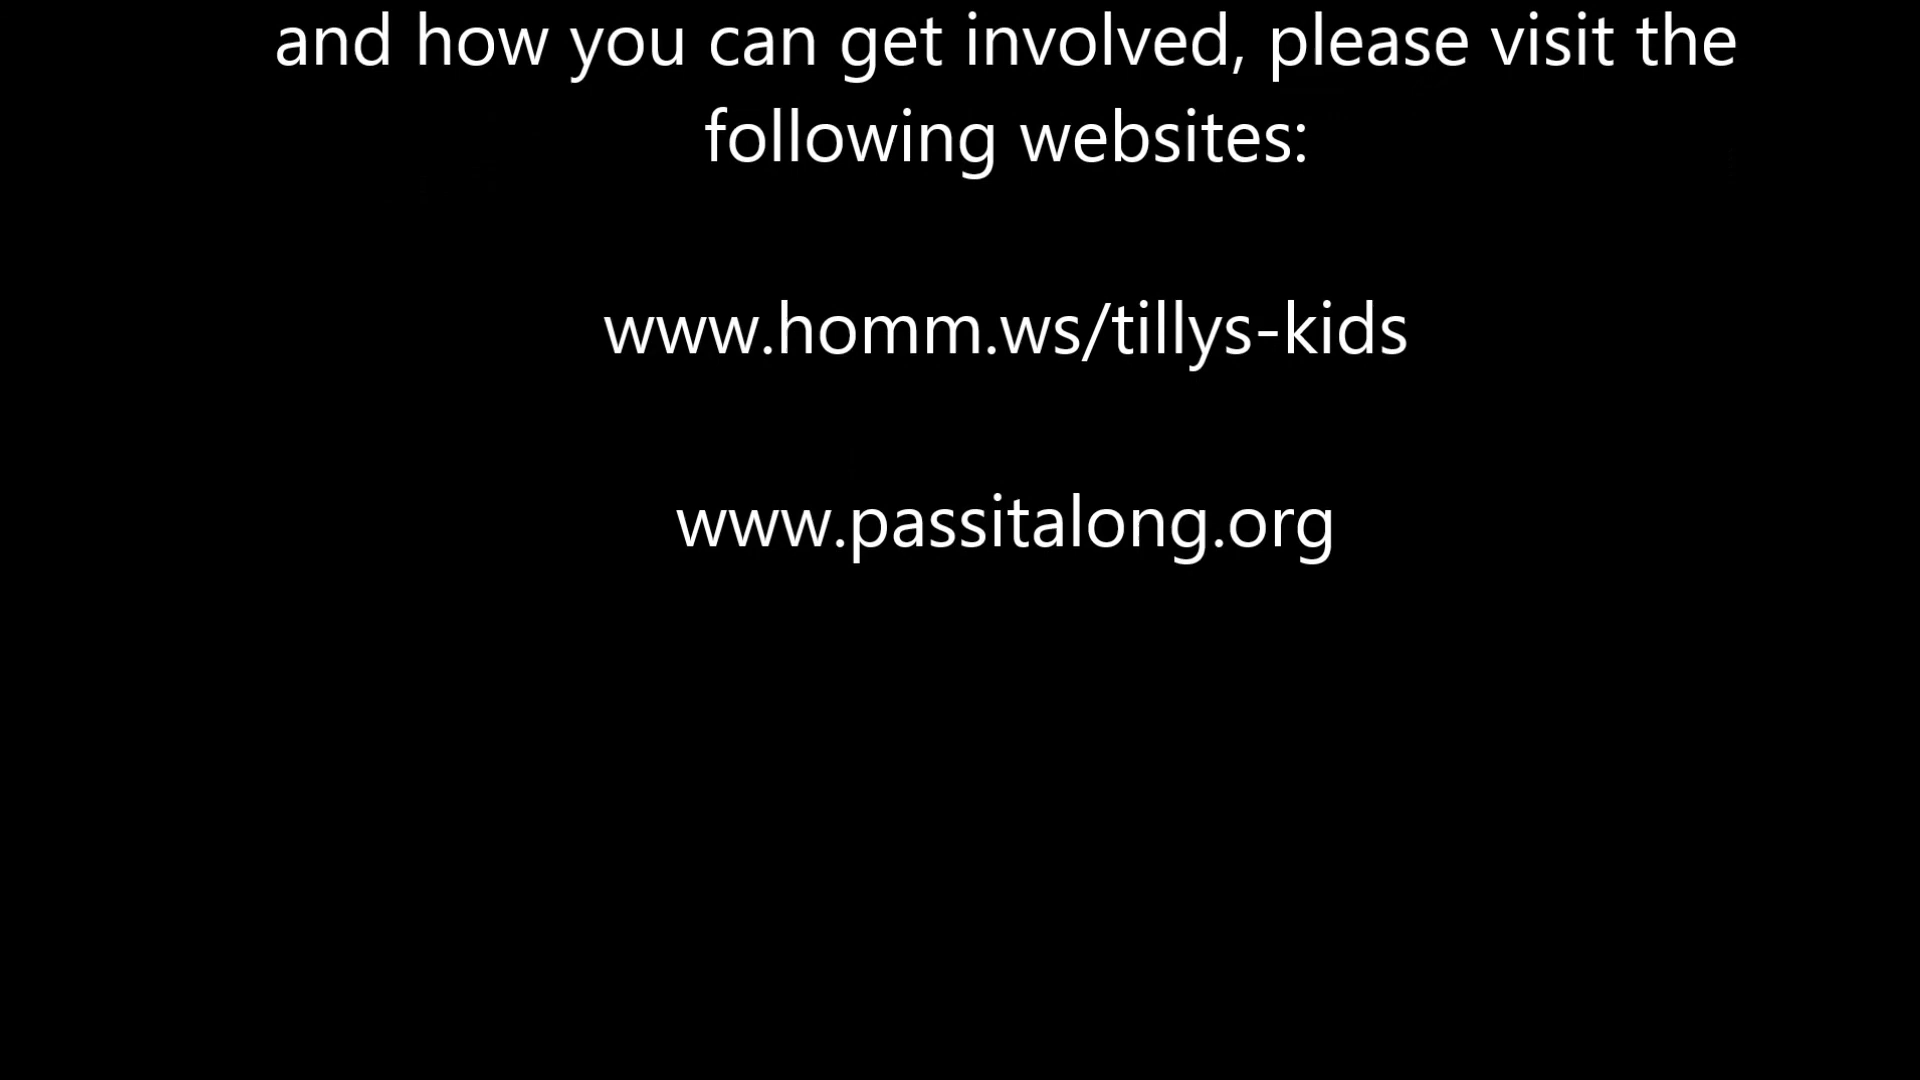 and how you can get involved, please visit the
following websites:
www.homm.ws/tillys-kids
www.passitalong.org